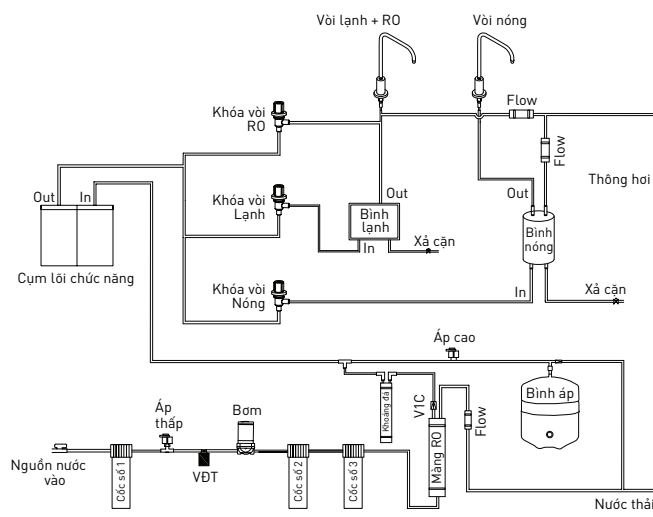 Vòi lạnh + RO
Vòi nóng
Khóa vòi
RO
Flow
Flow
Thông hơi
Out
In
Khóa vòi
Lạnh
Out
Bình
lạnh
In
Xả cặn
Out
Bình
nóng
Cụm lõi chức năng
Khóa vòi
Nóng
In
Xả cặn
Áp cao
Khoáng đá
V1C
Bình áp
Áp
thấp
Bơm
Màng RO
Flow
Nguồn nước
vào
Cốc số 1
VĐT
Cốc số 2
Cốc số 3
Nước thải